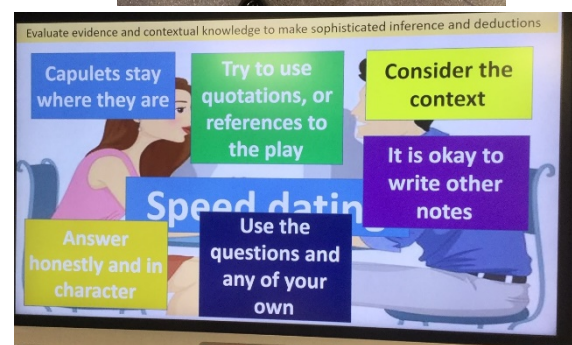 Evaluate evidence and contextual knowledge to make sophisticated inference and deductions
Capulets stay
where they are
Try to use
quotations, or
references to
the play
Consider the
context
It is okay to
write other
notes
Speed dating
Answer
honestly and in
character
Use the
questions and
any of your
own